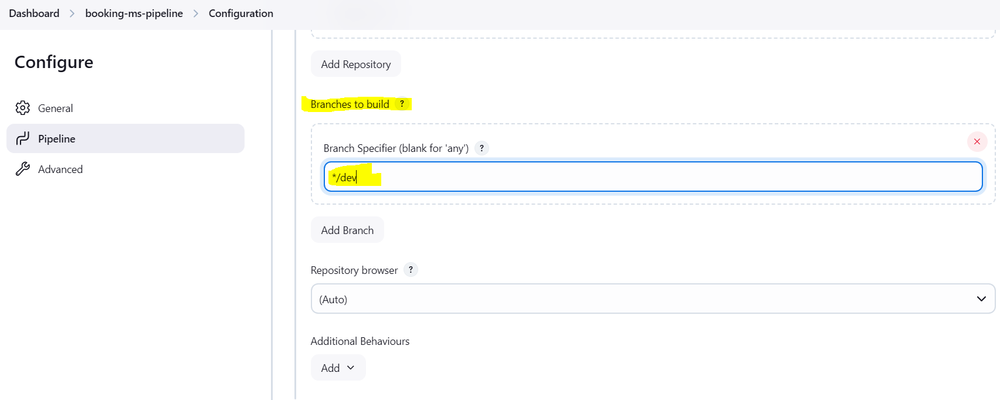 Dashboard > booking-ms-pipeline > Configuration
Configure
General
Pipeline
Advanced
Add Repository
Branches to build ?
Branch Specifier (blank for 'any') ?
*/dev
Add Branch
Repository browser ?
(Auto)
Additional Behaviours
Add